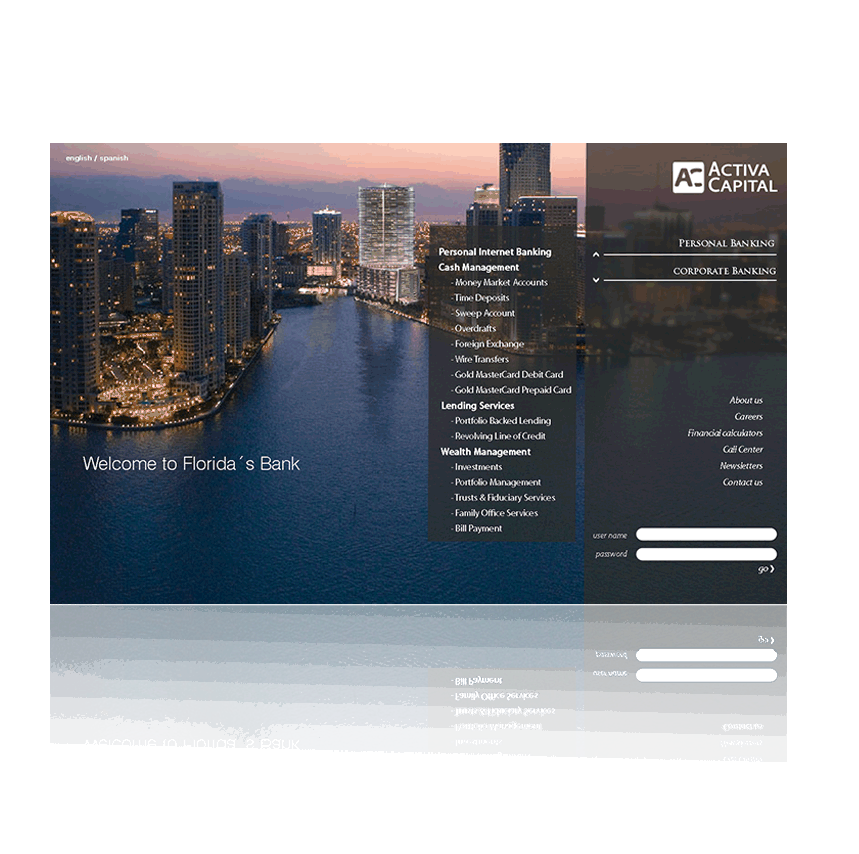 english / spanish
AC ACTIVA
CAPITAL
PERSONAL BANKING
CORPORATE BANKING
Personal Internet Banking
Cash Management
- Money Market Accounts
- Time Deposits
- Sweep Account
- Overdrafts
- Foreign Exchange
- Wire Transfers
- Gold MasterCard Debit Card
- Gold MasterCard Prepaid Card
Lending Services
- Portfolio Backed Lending
- Revolving Line of Credit
Wealth Management
- Investments
- Portfolio Management
- Trusts & Fiduciary Services
- Family Office Services
- Bill Payment
Welcome to Florida´s Bank
About us
Careers
Financial calculators
Call Center
Newsletters
Contact us
user name
password
go ❯